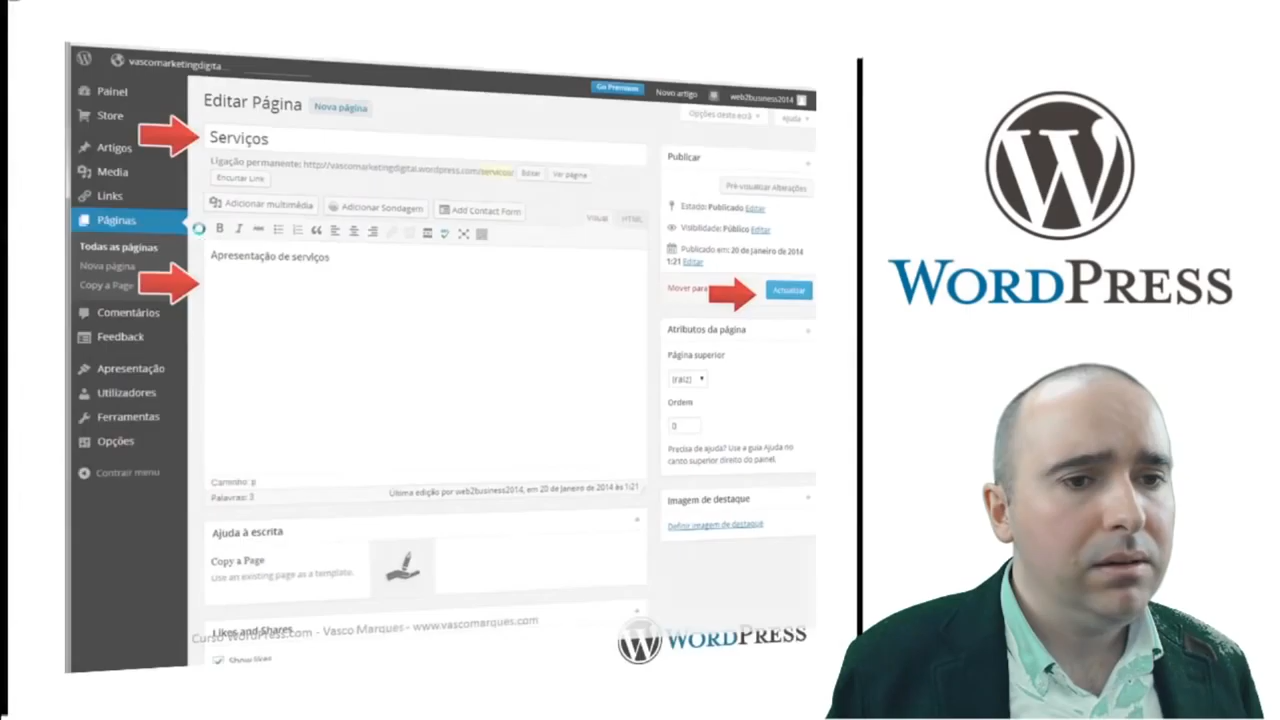 vascomarketingdigita...
Go Premium
Novo artigo
web2business2014
Painel
Store
Artigos
Media
Links
Páginas
Todas as páginas
Nova página
Copy a Page
Comentários
Feedback
Apresentação
Utilizadores
Ferramentas
Opções
Contrair menu
Editar Página
Nova página
Opções deste ecrã
ajuda
Serviços
Ligação permanente: http://vascomarketingdigital.wordpress.com/servicos/
Editar
Ver página
Encurtar Link
Adicionar multimédia
Adicionar Sondagem
Add Contact Form
Visual
HTML
B
I
ABC
Apresentação de serviços
Caminho: p
Palavras: 3
Última edição por web2business2014, em 20 de Janeiro de 2014 às 1:21
Ajuda à escrita
Copy a Page
Use an existing page as a template.
Likes and Shares
Show likes
Curso WordPress.com - Vasco Marques - www.vascomarques.com
Publicar
Pré-visualizar Alterações
Estado: Publicado Editar
Visibilidade: Público Editar
Publicado em: 20 de Janeiro de 2014
1:21 Editar
Mover para
Actualizar
Atributos da página
Página superior
(raiz)
Ordem
0
Precisa de ajuda? Use a guia Ajuda no
canto superior direito do painel.
Imagem de destaque
Definir imagem de destaque
WORDPRESS
WORDPRESS